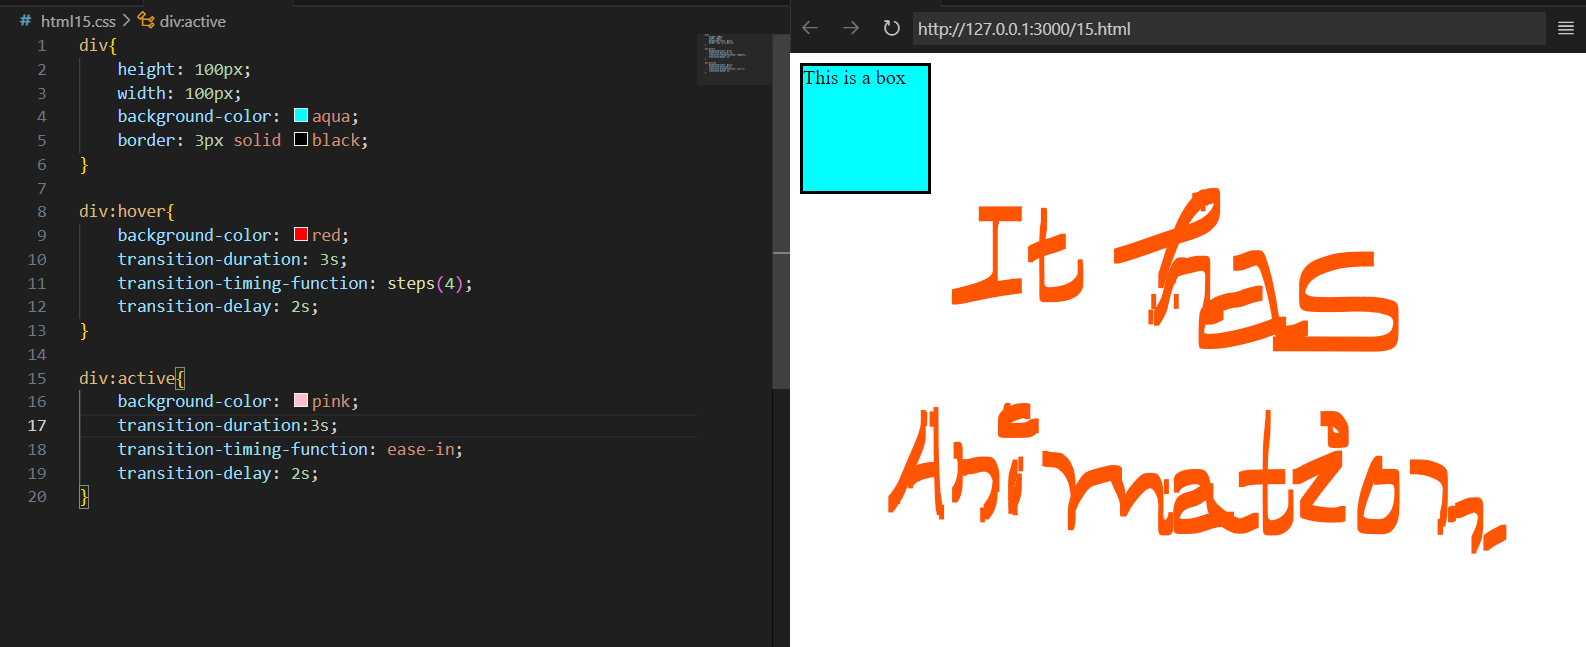 html15.css > div:active
1 div{
2 height: 100px;
3 width: 100px;
4 background-color: aqua;
5 border: 3px solid black;
6 }
7
8 div:hover{
9 background-color: red;
10 transition-duration: 3s;
11 transition-timing-function: steps(4);
12 transition-delay: 2s;
13 }
14
15 div:active{
16 background-color: pink;
17 transition-duration:3s;
18 transition-timing-function: ease-in;
19 transition-delay: 2s;
20 }
http://127.0.0.1:3000/15.html
This is a box
It has
Animation.